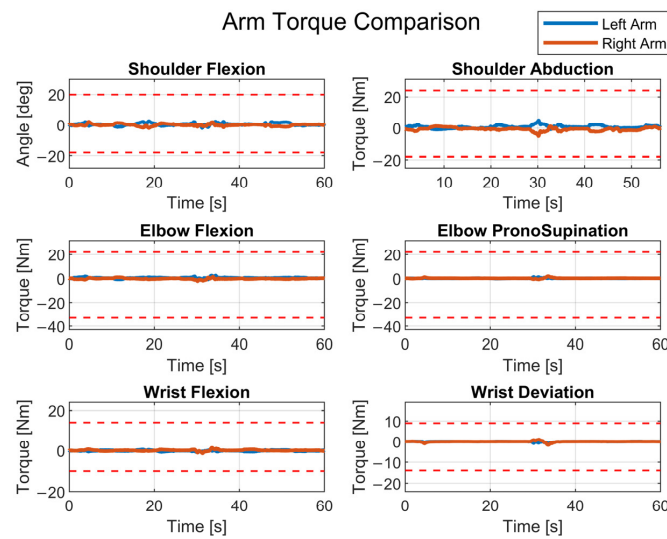 Arm Torque Comparison
Left Arm
Right Arm
Shoulder Flexion
Angle [deg]
20
0
−20
0 20 40 60
Time [s]
Shoulder Abduction
Torque [Nm]
20
0
−20
10 20 30 40 50
Time [s]
Elbow Flexion
Torque [Nm]
20
0
−20
−40
0 20 40 60
Time [s]
Elbow PronoSupination
Torque [Nm]
20
0
−20
−40
0 20 40 60
Time [s]
Wrist Flexion
Torque [Nm]
20
0
−20
0 20 40 60
Time [s]
Wrist Deviation
Torque [Nm]
10
0
−10
−20
0 20 40 60
Time [s]